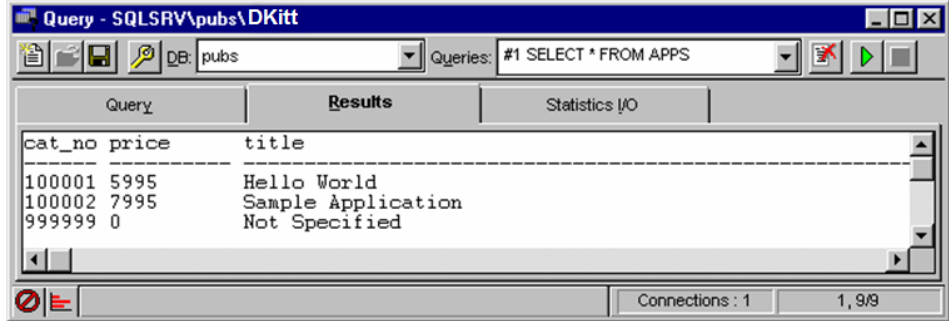 Query - SQLSRV\pubs\DKitt
DB: pubs Queries: #1 SELECT * FROM APPS
Query Results Statistics I/O
cat_no price title
------ ---------- --------------------------------------------------------
100001 5995 Hello World
100002 7995 Sample Application
999999 0 Not Specified
Connections : 1 1, 9/9